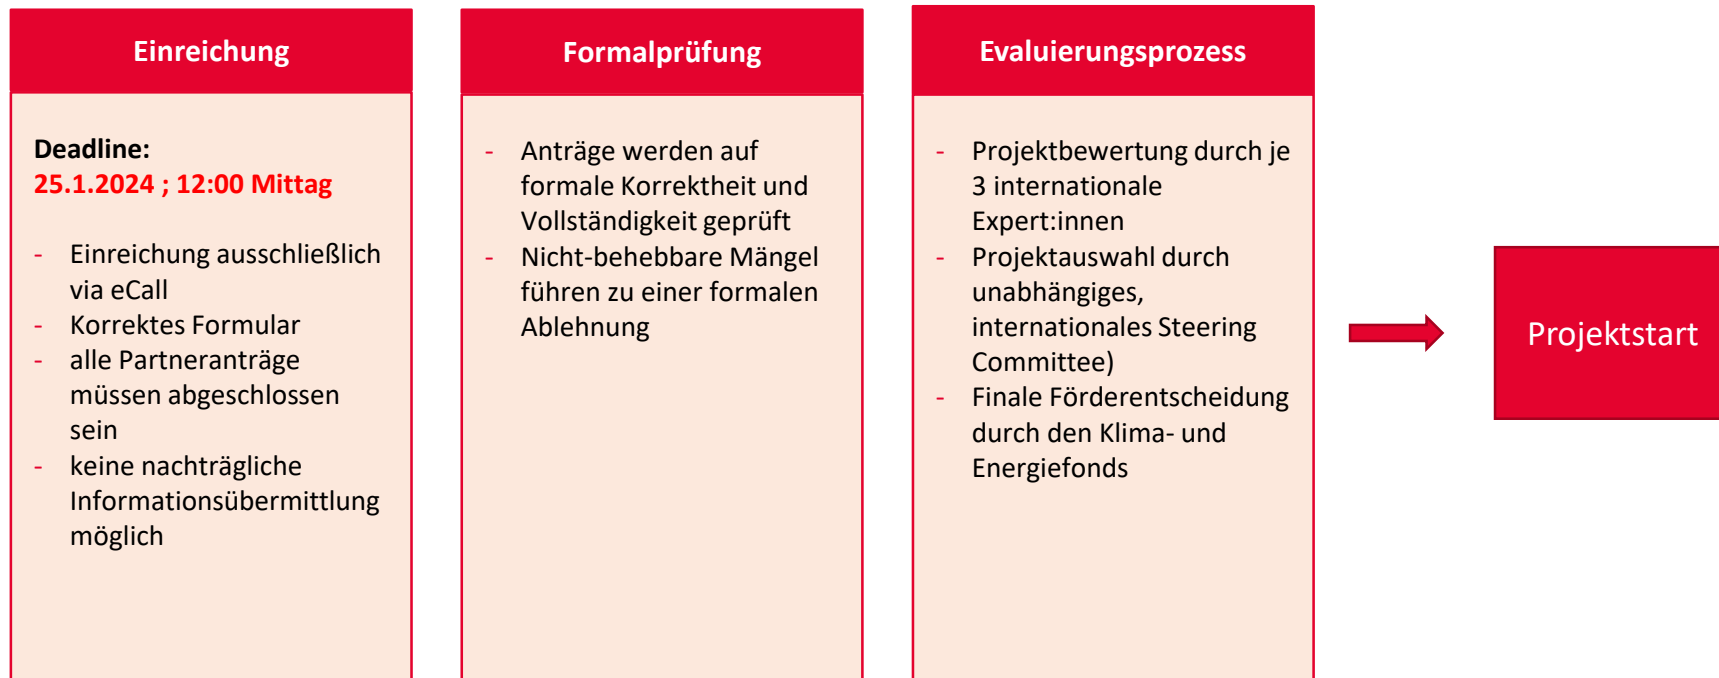 Einreichung
Deadline:
25.1.2024 ; 12:00 Mittag
- Einreichung ausschließlich
via eCall
- Korrektes Formular
- alle Partneranträge
müssen abgeschlossen
sein
- keine nachträgliche
Informationsübermittlung
möglich
Formalprüfung
- Anträge werden auf
formale Korrektheit und
Vollständigkeit geprüft
- Nicht-behebbare Mängel
führen zu einer formalen
Ablehnung
Evaluierungsprozess
- Projektbewertung durch je
3 internationale
Expert:innen
- Projektauswahl durch
unabhängiges,
internationales Steering
Committee)
- Finale Förderentscheidung
durch den Klima- und
Energiefonds
Projektstart